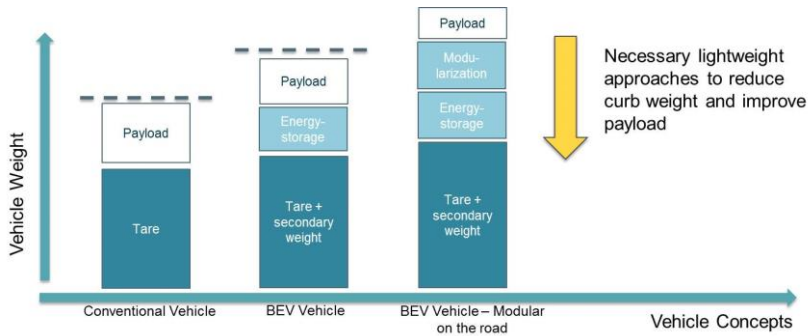 Vehicle Weight
Payload
Tare
Conventional Vehicle
Payload
Energy-
storage
Tare +
secondary
weight
BEV Vehicle
Payload
Modu-
larization
Energy-
storage
Tare +
secondary
weight
BEV Vehicle – Modular
on the road
Necessary lightweight
approaches to reduce
curb weight and improve
payload
Vehicle Concepts